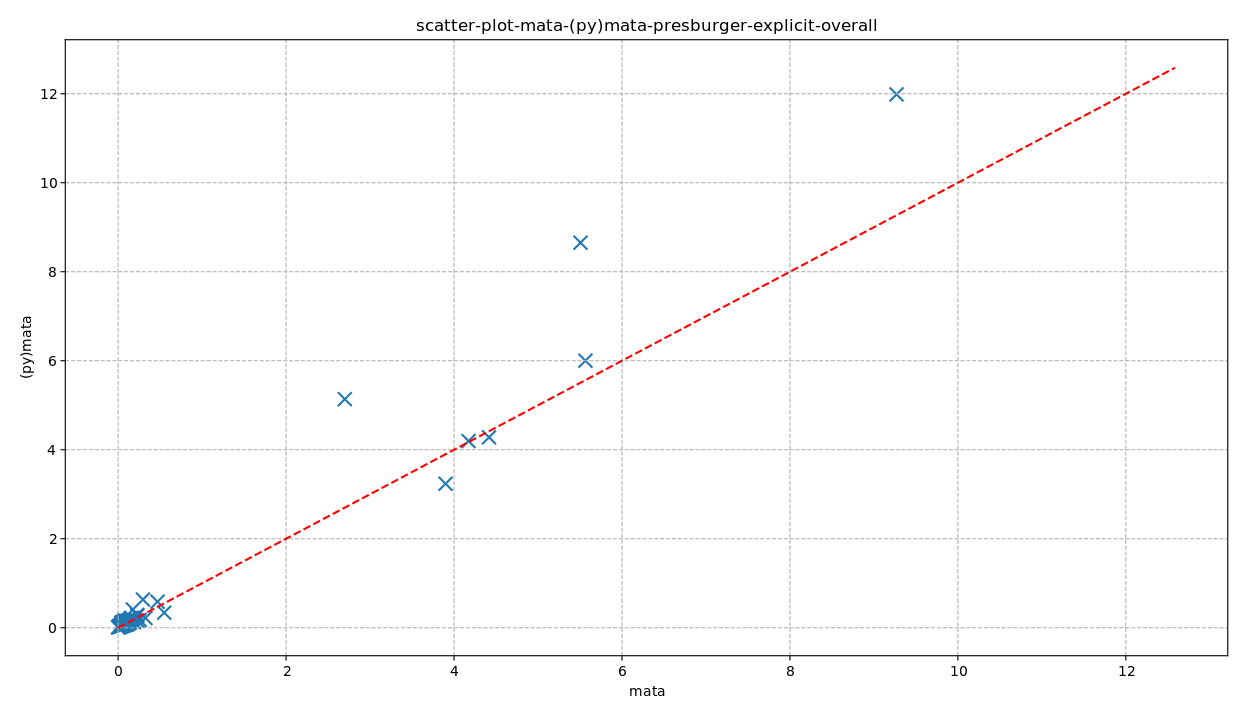 scatter-plot-mata-(py)mata-presburger-explicit-overall
12
10
8
6
4
2
0
(py)mata
0 2 4 6 8 10 12
mata